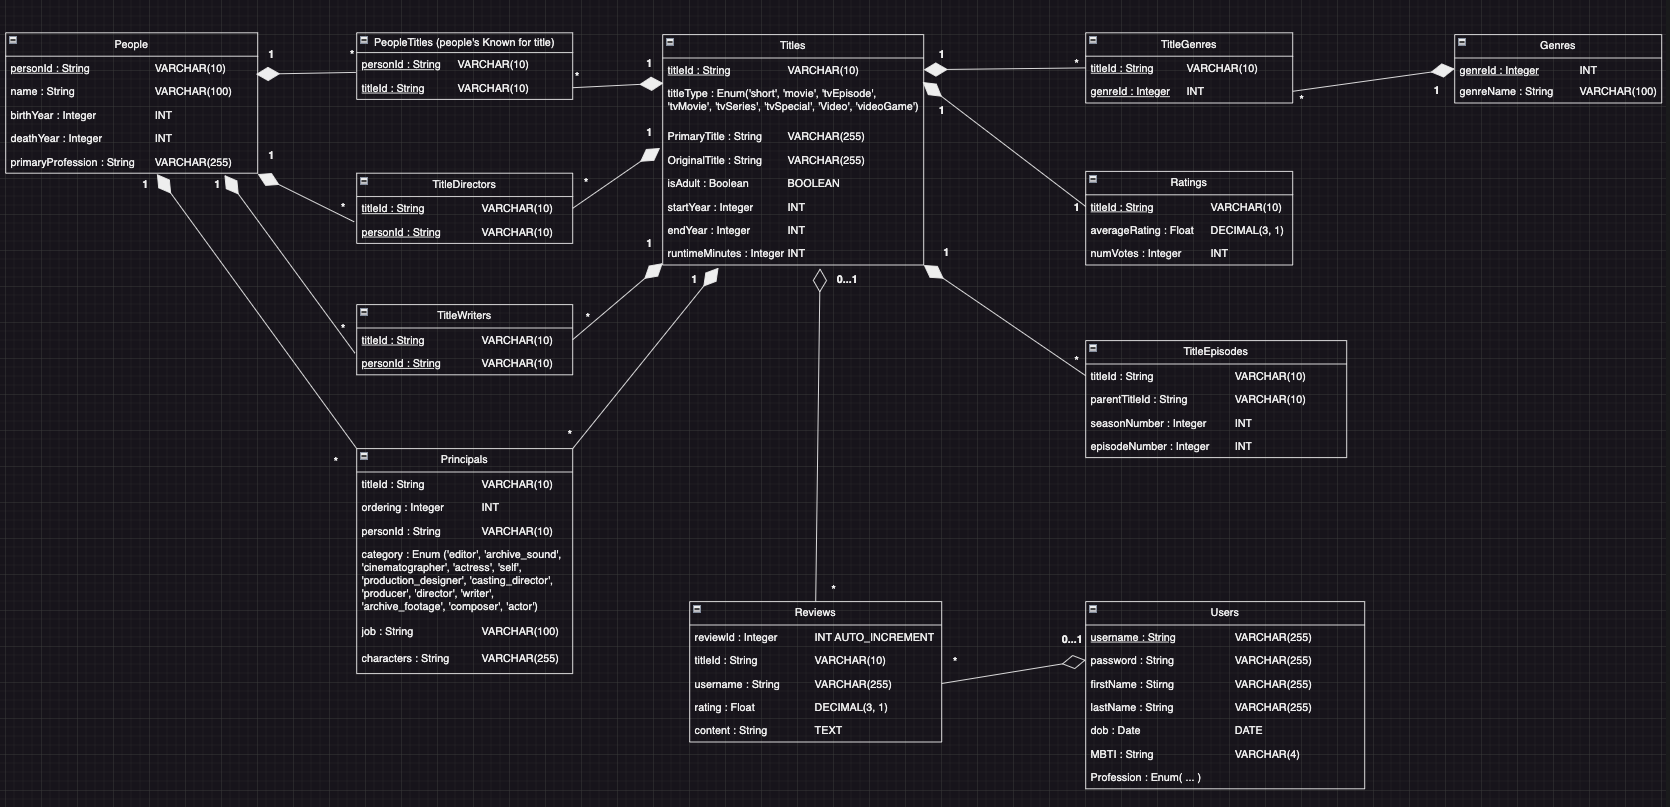 People
personId : String VARCHAR(10)
name : String VARCHAR(100)
birthYear : Integer INT
deathYear : Integer INT
primaryProfession : String VARCHAR(255)
1
*
1
*
1
*
1
*
PeopleTitles (people's Known for title)
personId : String VARCHAR(10)
titleId : String VARCHAR(10)
*
1
TitleDirectors
titleId : String VARCHAR(10)
personId : String VARCHAR(10)
*
1
TitleWriters
titleId : String VARCHAR(10)
personId : String VARCHAR(10)
*
1
Principals
titleId : String VARCHAR(10)
ordering : Integer INT
personId : String VARCHAR(10)
category : Enum ('editor', 'archive_sound',
'cinematographer', 'actress', 'self',
'production_designer', 'casting_director',
'producer', 'director', 'writer',
'archive_footage', 'composer', 'actor')
job : String VARCHAR(100)
characters : String VARCHAR(255)
*
1
Titles
titleId : String VARCHAR(10)
titleType : Enum('short', 'movie', 'tvEpisode',
'tvMovie', 'tvSeries', 'tvSpecial', 'Video', 'videoGame')
PrimaryTitle : String VARCHAR(255)
OriginalTitle : String VARCHAR(255)
isAdult : Boolean BOOLEAN
startYear : Integer INT
endYear : Integer INT
runtimeMinutes : Integer INT
0...1
*
1
*
1
1
1
*
TitleGenres
titleId : String VARCHAR(10)
genreId : Integer INT
*
1
Genres
genreId : Integer INT
genreName : String VARCHAR(100)
Ratings
titleId : String VARCHAR(10)
averageRating : Float DECIMAL(3, 1)
numVotes : Integer INT
TitleEpisodes
titleId : String VARCHAR(10)
parentTitleId : String VARCHAR(10)
seasonNumber : Integer INT
episodeNumber : Integer INT
Reviews
reviewId : Integer INT AUTO_INCREMENT
titleId : String VARCHAR(10)
username : String VARCHAR(255)
rating : Float DECIMAL(3, 1)
content : String TEXT
*
0...1
Users
username : String VARCHAR(255)
password : String VARCHAR(255)
firstName : Stirng VARCHAR(255)
lastName : String VARCHAR(255)
dob : Date DATE
MBTI : String VARCHAR(4)
Profession : Enum( ... )